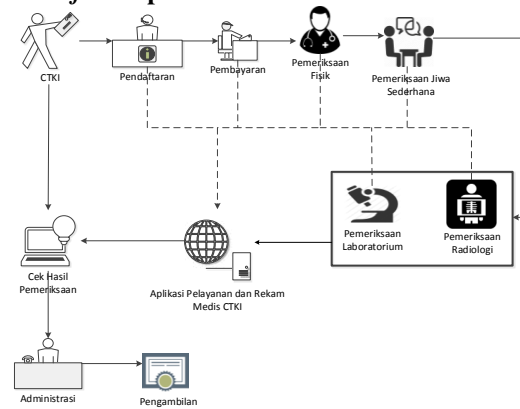 CTKI
Pendaftaran
Pembayaran
Pemeriksaan
Fisik
Pemeriksaan Jiwa
Sederhana
Pemeriksaan
Laboratorium
Pemeriksaan
Radiologi
Cek Hasil
Pemeriksaan
Aplikasi Pelayanan dan Rekam
Medis CTKI
Administrasi
Pengambilan